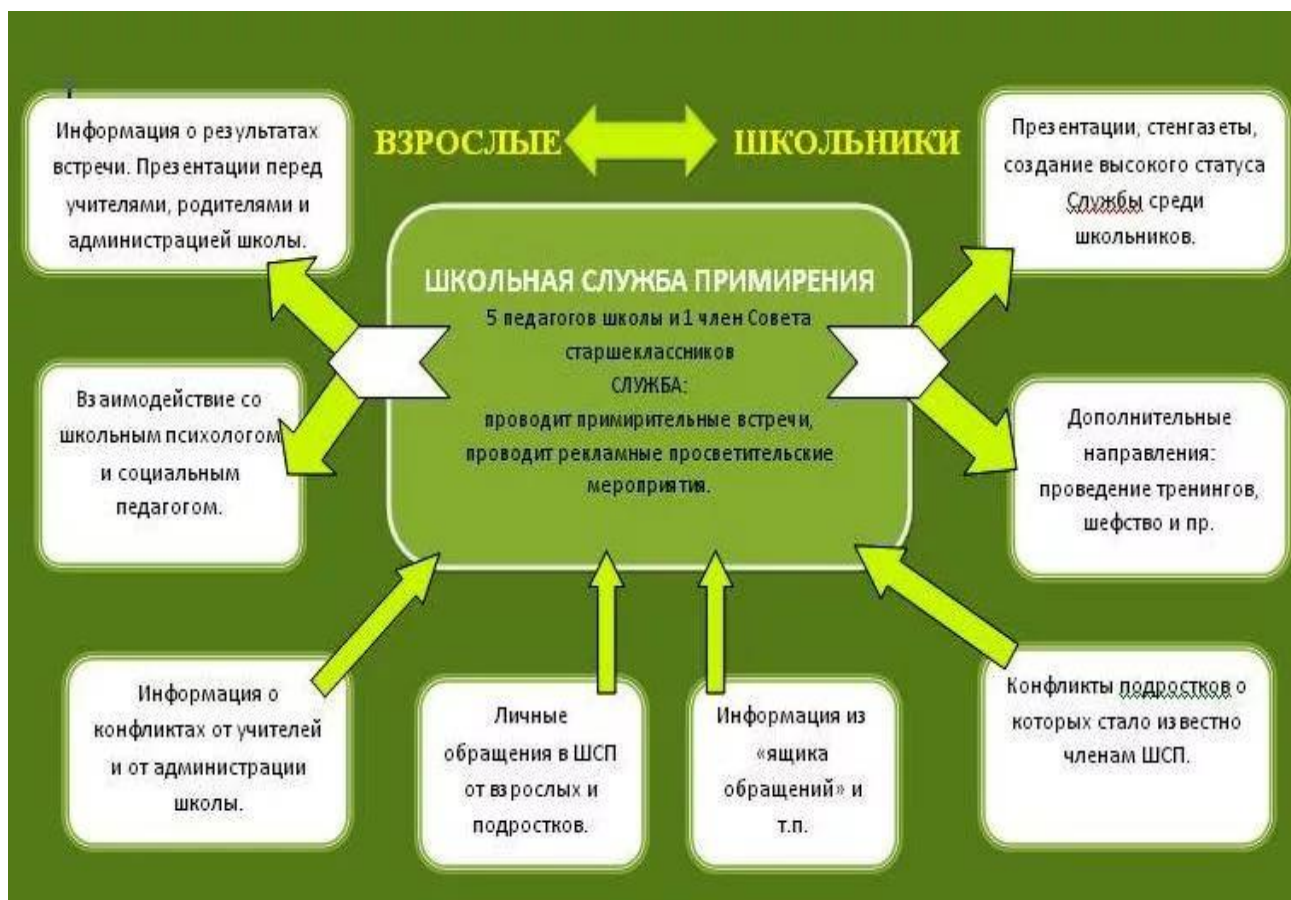 ВЗРОСЛЫЕ
ШКОЛЬНИКИ
Информация о результатах
встречи. Презентации перед
учителями, родителями и
администрацией школы.
Презентации, стенгазеты,
создание высокого статуса
Службы среди
школьников.
ШКОЛЬНАЯ СЛУЖБА ПРИМИРЕНИЯ
5 педагогов школы и 1 член Совета
старшеклассников
СЛУЖБА:
проводит примирительные встречи,
проводит рекламные просветительские
мероприятия.
Взаимодействие со
школьным психологом
и социальным
педагогом.
Дополнительные
направления:
проведение тренингов,
шефство и пр.
Информация о
конфликтах от учителей
и от администрации
школы.
Личные
обращения в ШСП
от взрослых и
подростков.
Информация из
«ящика
обращений» и
т.п.
Конфликты подростков о
которых стало известно
членам ШСП.